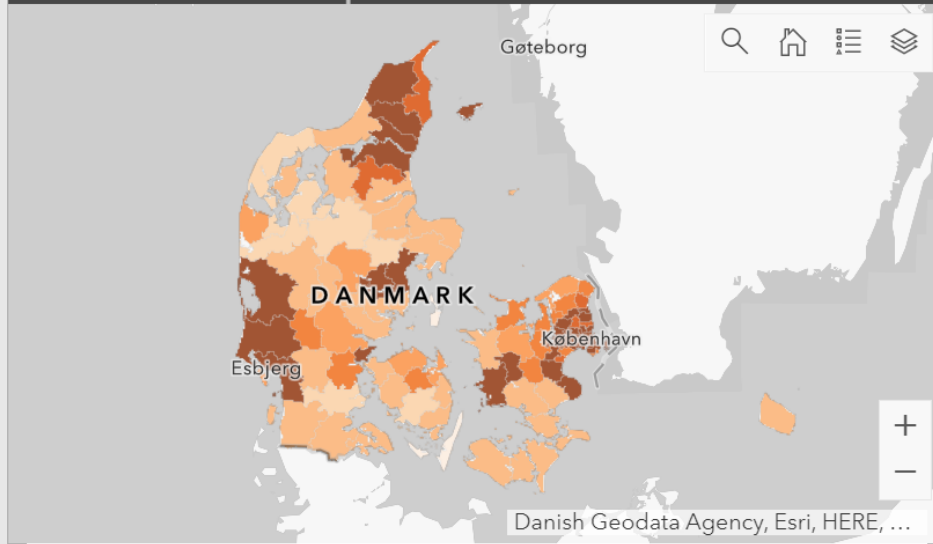 Gøteborg
DANMARK
København
Esbjerg
+
−
Danish Geodata Agency, Esri, HERE, ...